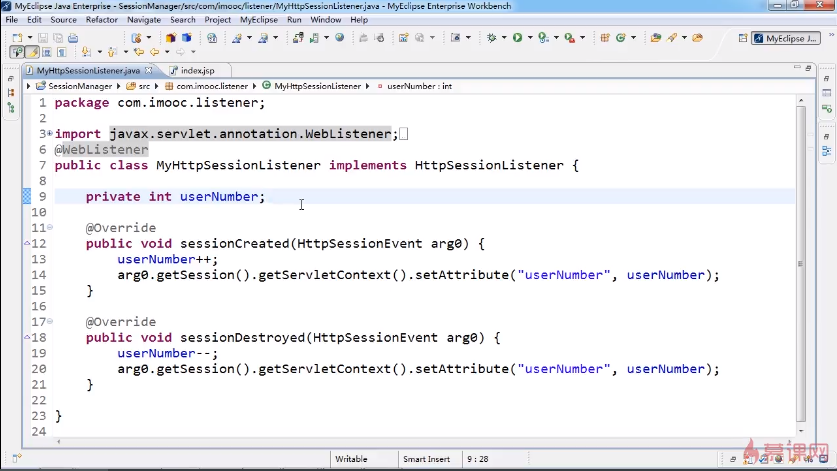 MyEclipse Java Enterprise - SessionManager/src/com/imooc/listener/MyHttpSessionListener.java - MyEclipse Enterprise Workbench
File Edit Source Refactor Navigate Search Project MyEclipse Run Window Help
MyEclipse Jav...
MyHttpSessionListener.java index.jsp
SessionManager src com.imooc.listener MyHttpSessionListener userNumber : int
1 package com.imooc.listener;
2
3 import javax.servlet.annotation.WebListener;
6 @WebListener
7 public class MyHttpSessionListener implements HttpSessionListener {
8
9 private int userNumber;
10
11 @Override
12 public void sessionCreated(HttpSessionEvent arg0) {
13 userNumber++;
14 arg0.getSession().getServletContext().setAttribute("userNumber", userNumber);
15 }
16
17 @Override
18 public void sessionDestroyed(HttpSessionEvent arg0) {
19 userNumber--;
20 arg0.getSession().getServletContext().setAttribute("userNumber", userNumber);
21 }
22
23 }
24
Writable Smart Insert 9 : 28
慕课网